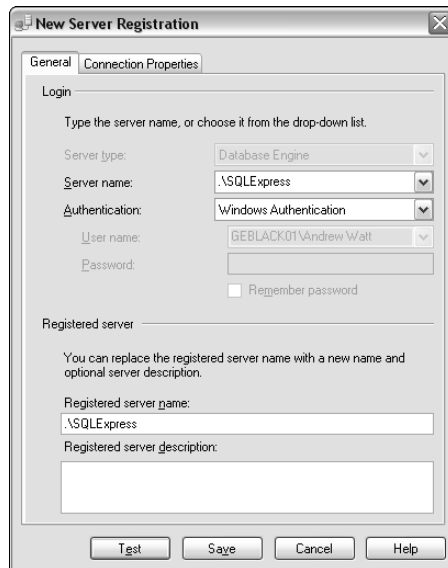 New Server Registration
General
Connection Properties
Login
Type the server name, or choose it from the drop-down list.
Server type: Database Engine
Server name: .\SQLExpress
Authentication: Windows Authentication
User name: GEBLACK01\Andrew Watt
Password:
Remember password
Registered server
You can replace the registered server name with a new name and
optional server description.
Registered server name:
.\SQLExpress
Registered server description:
Test
Save
Cancel
Help